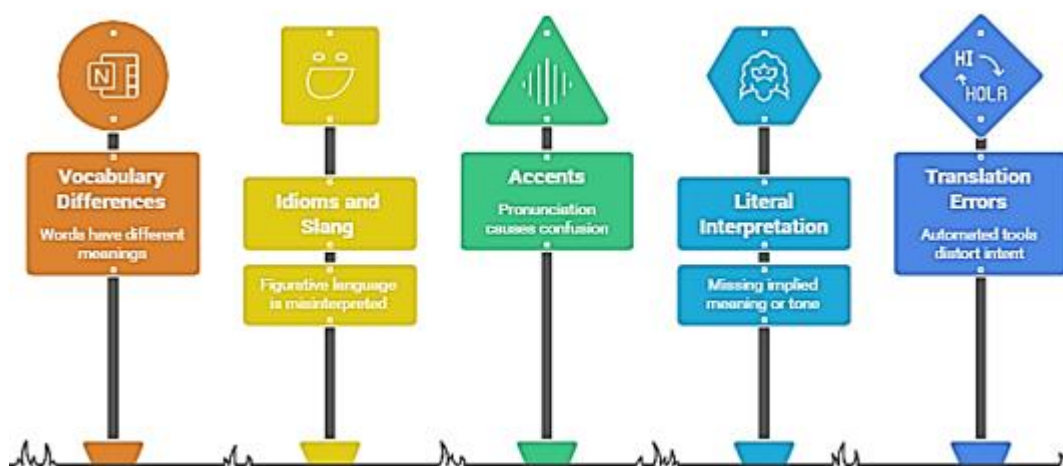 N
HI
HOLA
Vocabulary
Differences
Words have different
meanings
Idioms and
Slang
Figurative language
is misinterpreted
Accents
Pronunciation
causes confusion
Literal
Interpretation
Missing implied
meaning or tone
Translation
Errors
Automated tools
distort intent